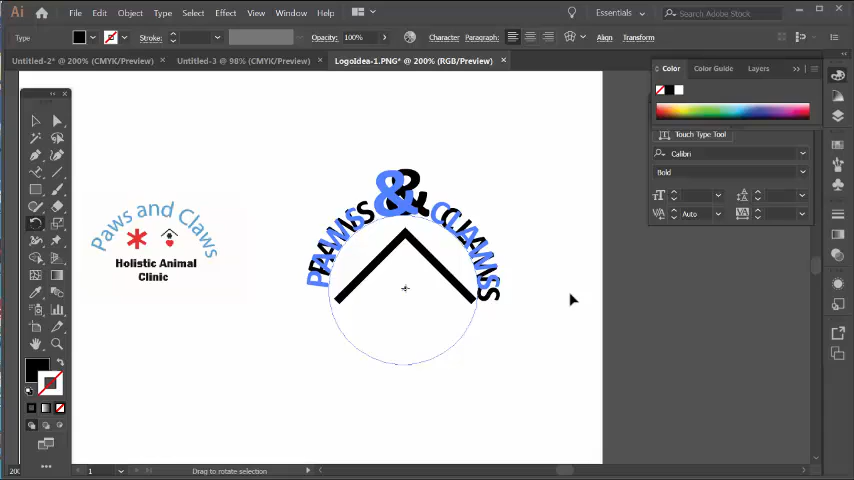 Ai File Edit Object Type Select Effect View Window Help Essentials Search Adobe Stock
Type Stroke: Opacity: 100% Character Paragraph: Align Transform
Untitled-2* @ 200% (CMYK/Preview) × Untitled-3 @ 98% (CMYK/Preview) × LogoIdea-1.PNG* @ 200% (RGB/Preview) ×
Color Color Guide Layers
Touch Type Tool
Calibri
Bold
Auto
Paws and Claws
Holistic Animal
Clinic
PAWS & CLAWS
200 1 Drag to rotate selection